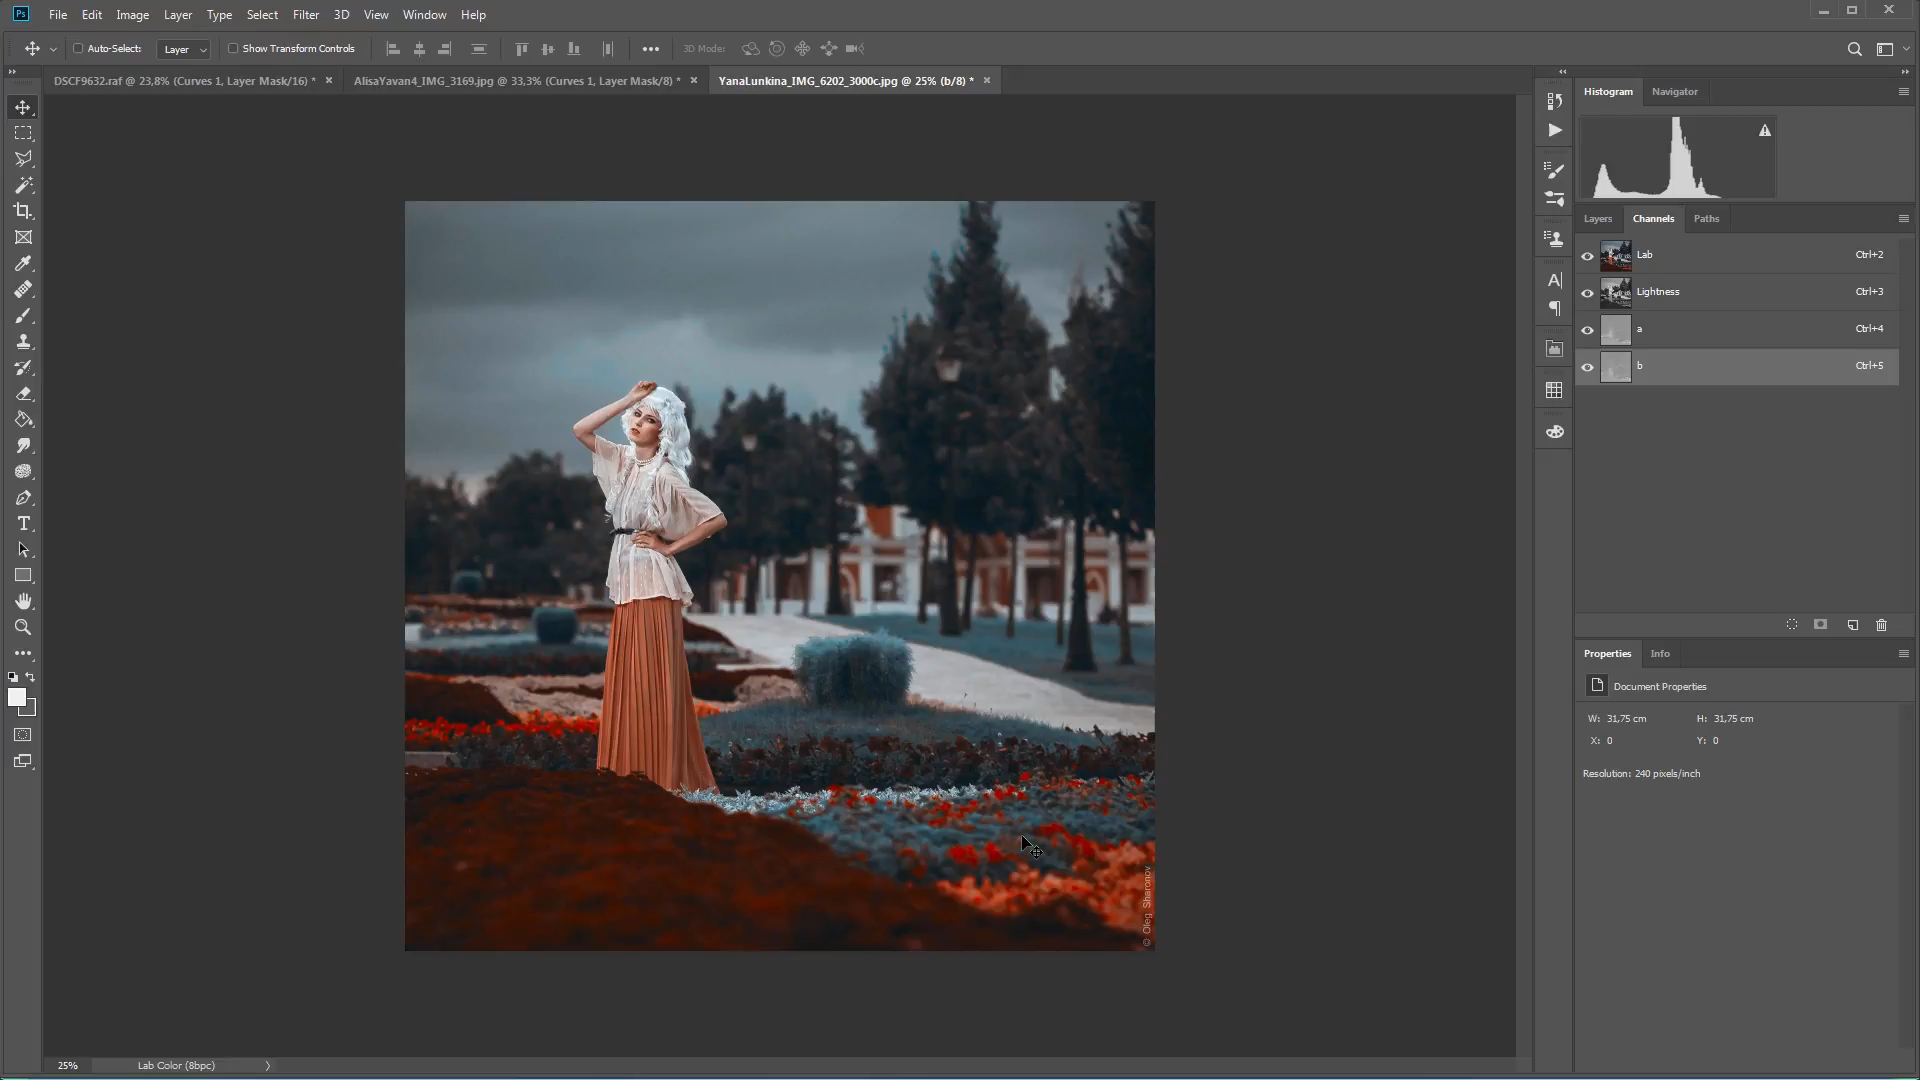 Ps File Edit Image Layer Type Select Filter 3D View Window Help
Auto-Select: Layer Show Transform Controls 3D Mode:
DSCF9632.raf @ 23,8% (Curves 1, Layer Mask/16) * AlisaYavan4_IMG_3169.jpg @ 33,3% (Curves 1, Layer Mask/8) * YanaLunkina_IMG_6202_3000c.jpg @ 25% (b/8) *
Histogram Navigator
Layers Channels Paths
Lab Ctrl+2
Lightness Ctrl+3
a Ctrl+4
b Ctrl+5
Properties Info
Document Properties
W: 31,75 cm H: 31,75 cm
X: 0 Y: 0
Resolution: 240 pixels/inch
© Oleg Sharonov
25% Lab Color (8bpc)